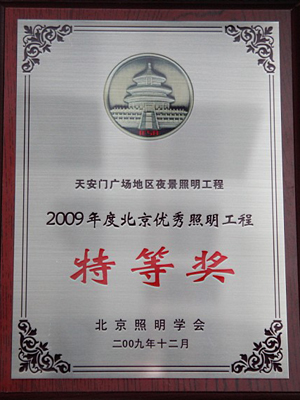 天安门广场地区夜景照明工程
2009年度北京优秀照明工程
特等奖
北京照明学会
二00九年十二月